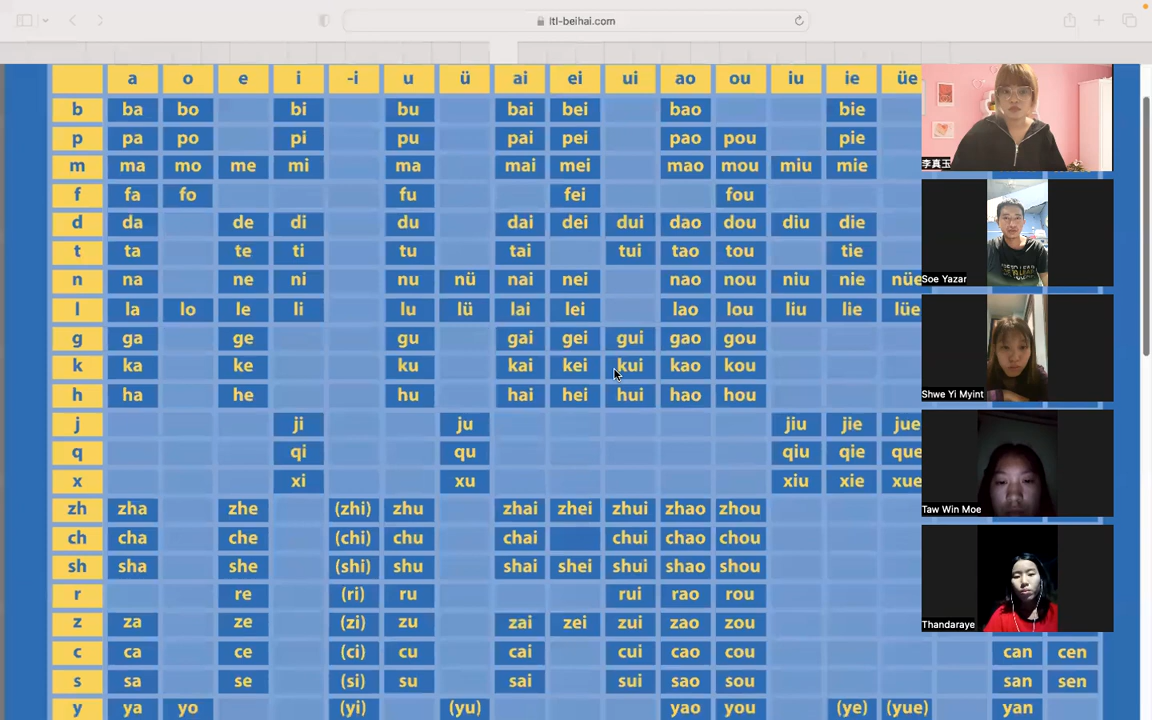 ltl-beihai.com
a o e i -i u ü ai ei ui ao ou iu ie üe
b ba bo bi bu bai bei bao bie
p pa po pi pu pai pei pao pou pie
m ma mo me mi ma mai mei mao mou miu mie
f fa fo fu fei fou
d da de di du dai dei dui dao dou diu die
t ta te ti tu tai tui tao tou tie
n na ne ni nu nü nai nei nao nou niu nie nüe
l la lo le li lu lü lai lei lao lou liu lie lüe
g ga ge gu gai gei gui gao gou
k ka ke ku kai kei kui kao kou
h ha he hu hai hei hui hao hou
j ji ju jiu jie jue
q qi qu qiu qie que
x xi xu xiu xie xue
zh zha zhe (zhi) zhu zhai zhei zhui zhao zhou
ch cha che (chi) chu chai chui chao chou
sh sha she (shi) shu shai shei shui shao shou
r re (ri) ru rui rao rou
z za ze (zi) zu zai zei zui zao zou
c ca ce (ci) cu cai cui cao cou can cen
s sa se (si) su sai sui sao sou san sen
y ya yo (yi) (yu) yao you (ye) (yue) yan
李真玉
Soe Yazar
Shwe Yi Myint
Taw Win Moe
Thandaraye